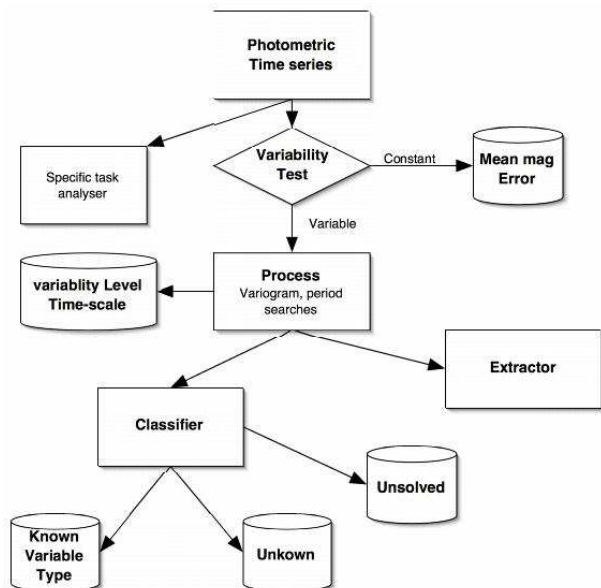 Photometric
Time series
Specific task
analyser
Variability
Test
Constant
Mean mag
Error
Variable
variablity Level
Time-scale
Process
Variogram, period
searches
Extractor
Classifier
Unsolved
Known
Variable
Type
Unkown